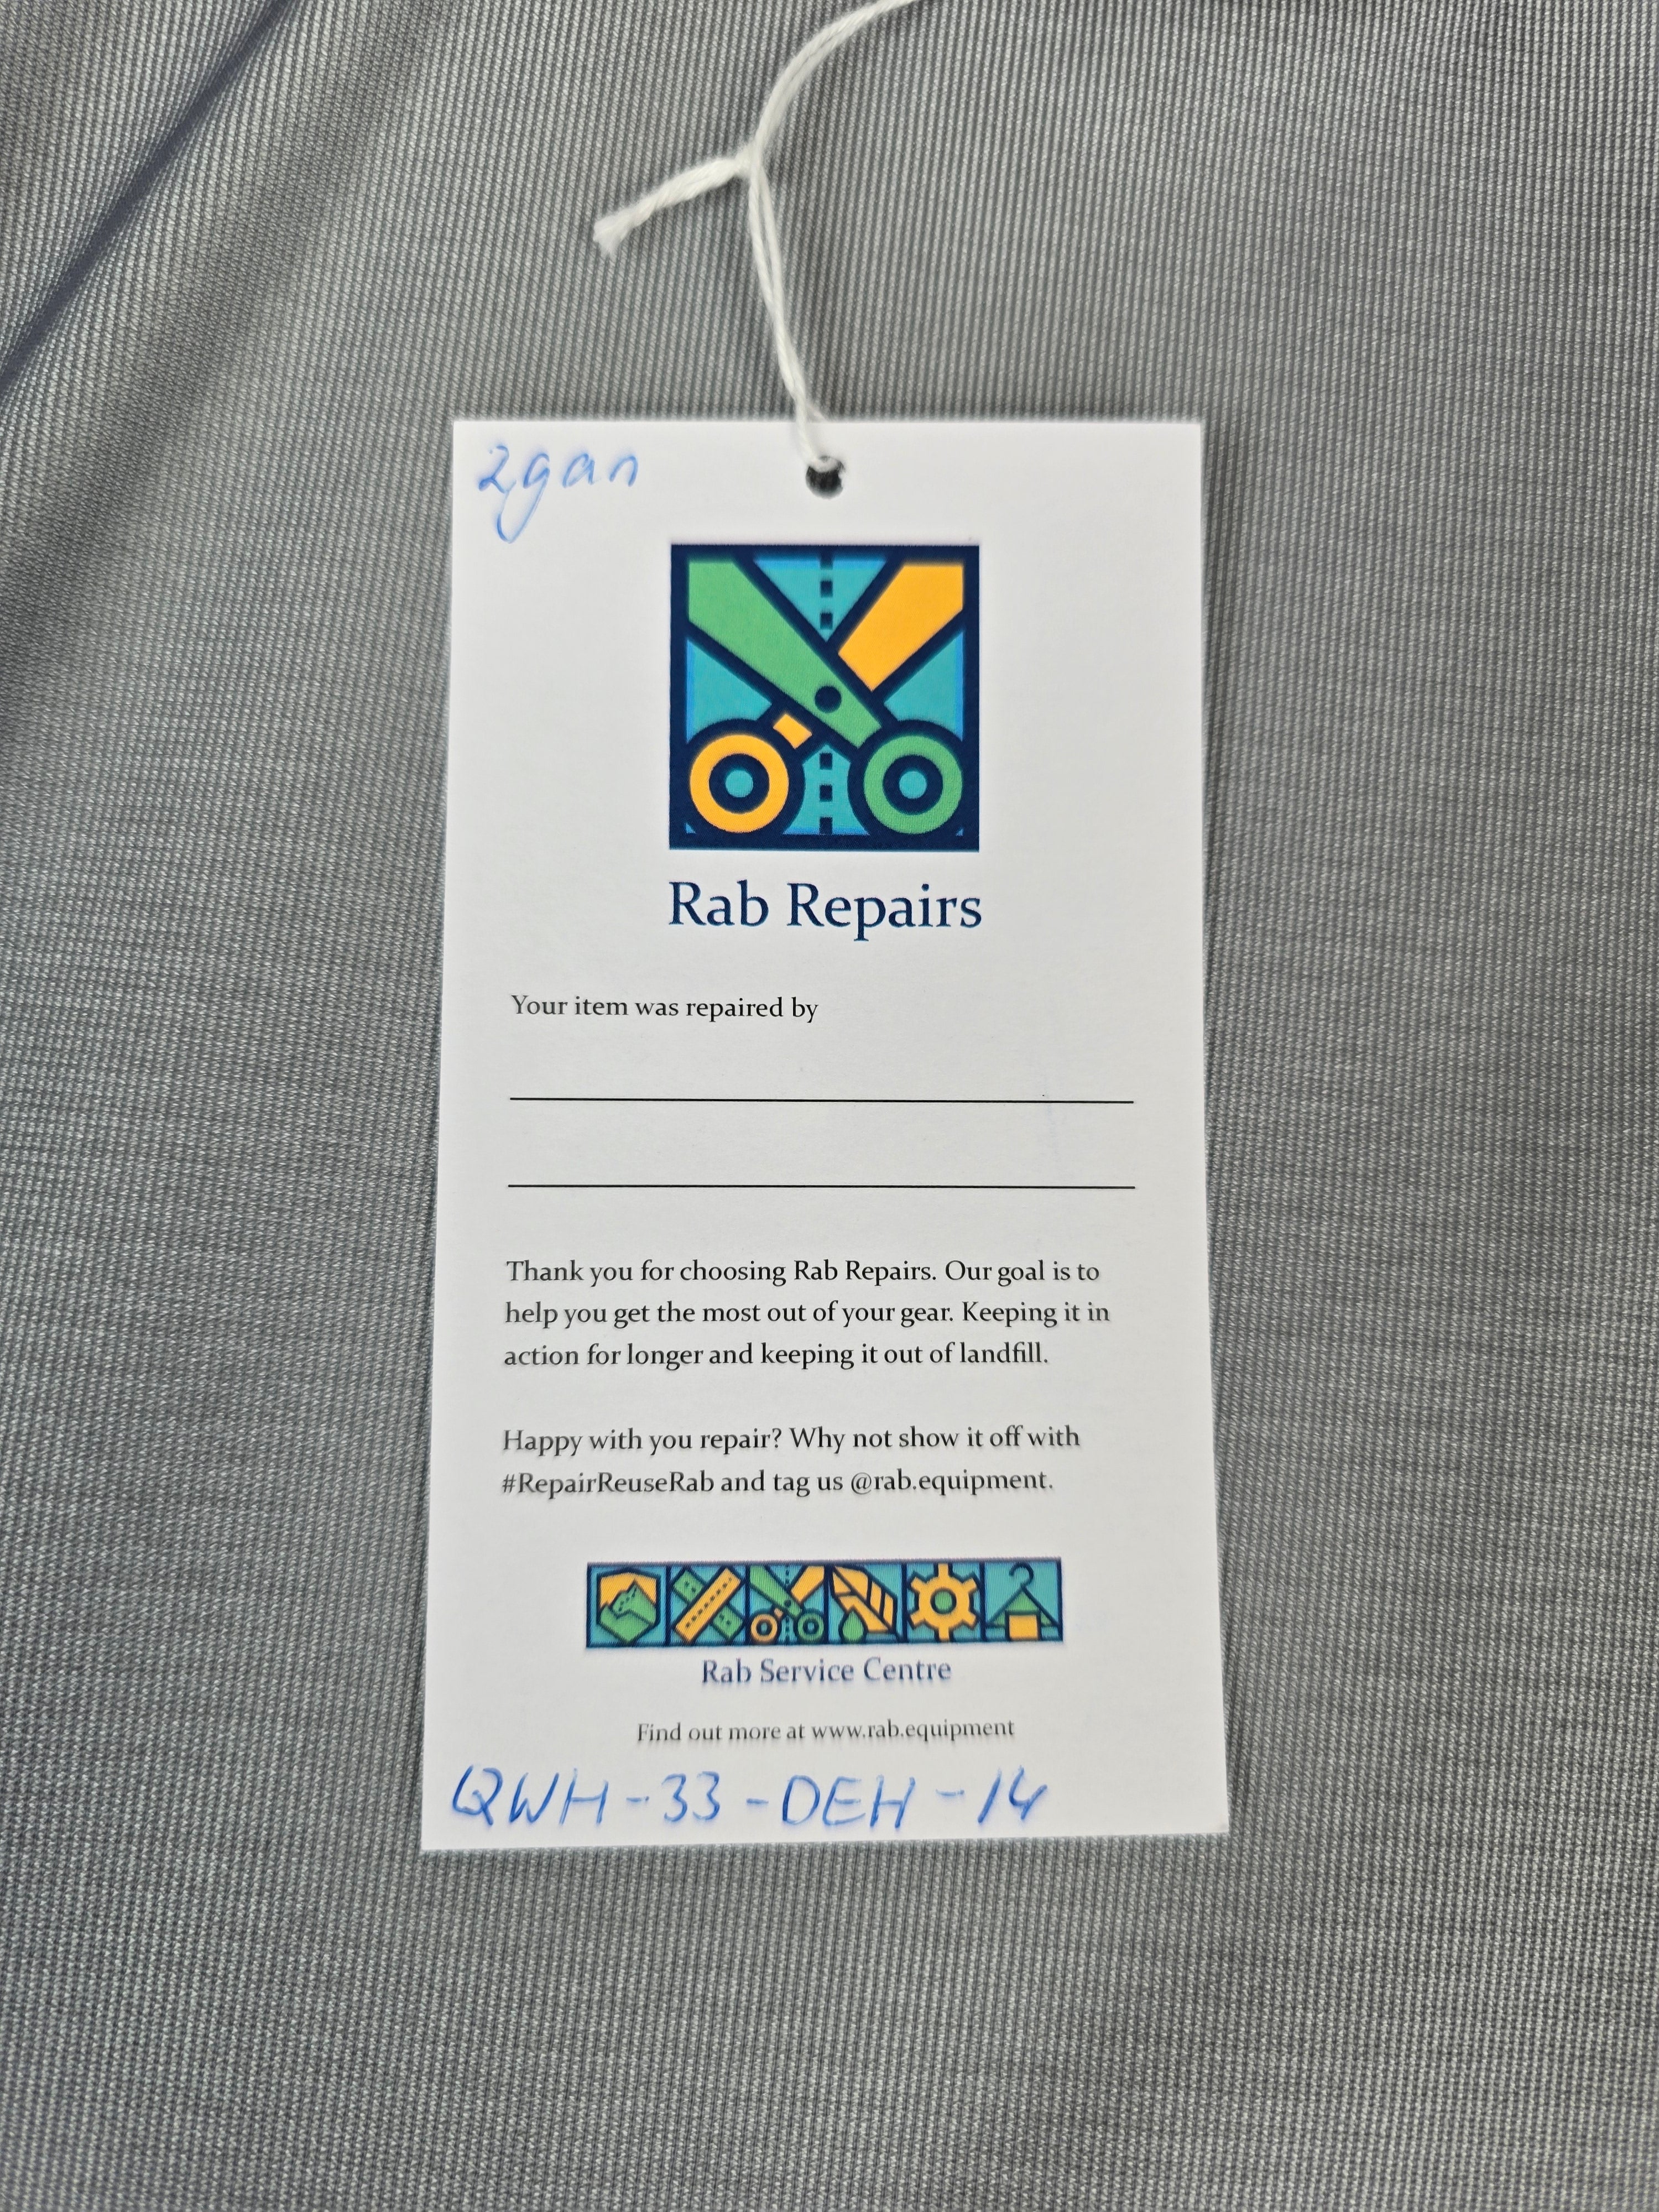 2gan
Rab Repairs
Your item was repaired by
Thank you for choosing Rab Repairs. Our goal is to
help you get the most out of your gear. Keeping it in
action for longer and keeping it out of landfill.
Happy with you repair? Why not show it off with
#RepairReuseRab and tag us @rab.equipment.
Rab Service Centre
Find out more at www.rab.equipment
QWH-33-DEH-14